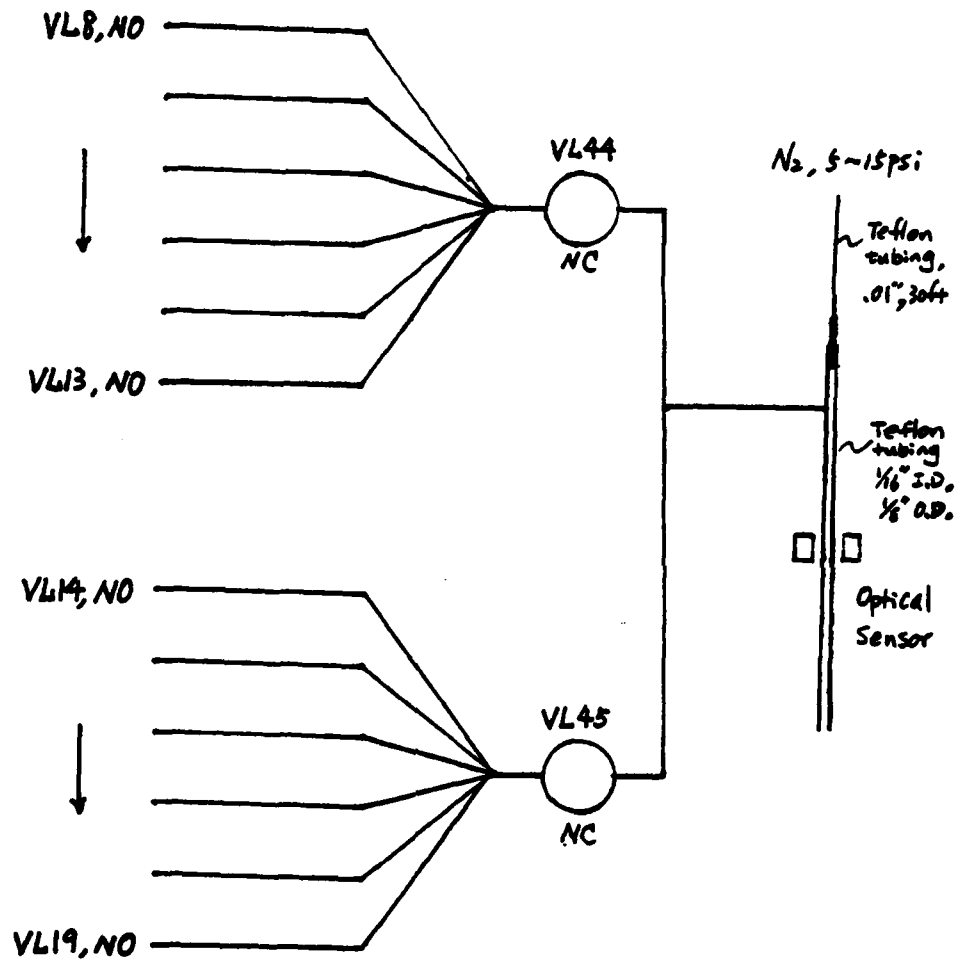 VL8, NO
VL13, NO
VL44
NC
N2, 5~15psi
Teflon
tubing,
.01", 30ft
Teflon
tubing
1/16" I.D.
1/8" O.D.
Optical
Sensor
VL14, NO
VL19, NO
VL45
NC